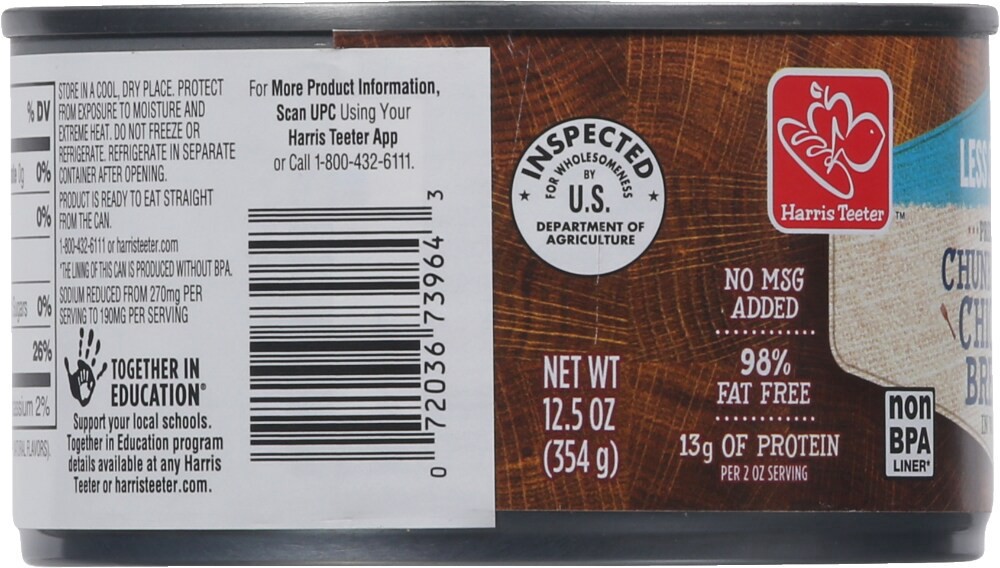 % DV
0%
0%
0%
26%
2%
STORE IN A COOL, DRY PLACE. PROTECT
FROM EXPOSURE TO MOISTURE AND
EXTREME HEAT. DO NOT FREEZE OR
REFRIGERATE. REFRIGERATE IN SEPARATE
CONTAINER AFTER OPENING.
PRODUCT IS READY TO EAT STRAIGHT
FROM THE CAN.
1-800-432-6111 or harristeeter.com
*THE LINING OF THIS CAN IS PRODUCED WITHOUT BPA.
SODIUM REDUCED FROM 270mg PER
SERVING TO 190MG PER SERVING
TOGETHER IN
EDUCATION®
Support your local schools.
Together in Education program
details available at any Harris
Teeter or harristeeter.com.
For More Product Information,
Scan UPC Using Your
Harris Teeter App
or Call 1-800-432-6111.
0 72036 73964 3
INSPECTED
FOR WHOLESOMENESS
BY
U.S.
DEPARTMENT OF
AGRICULTURE
NET WT
12.5 OZ
(354 g)
Harris Teeter ™
NO MSG
ADDED
98%
FAT FREE
13g OF PROTEIN
PER 2 OZ SERVING
LESS
non
BPA
LINER*